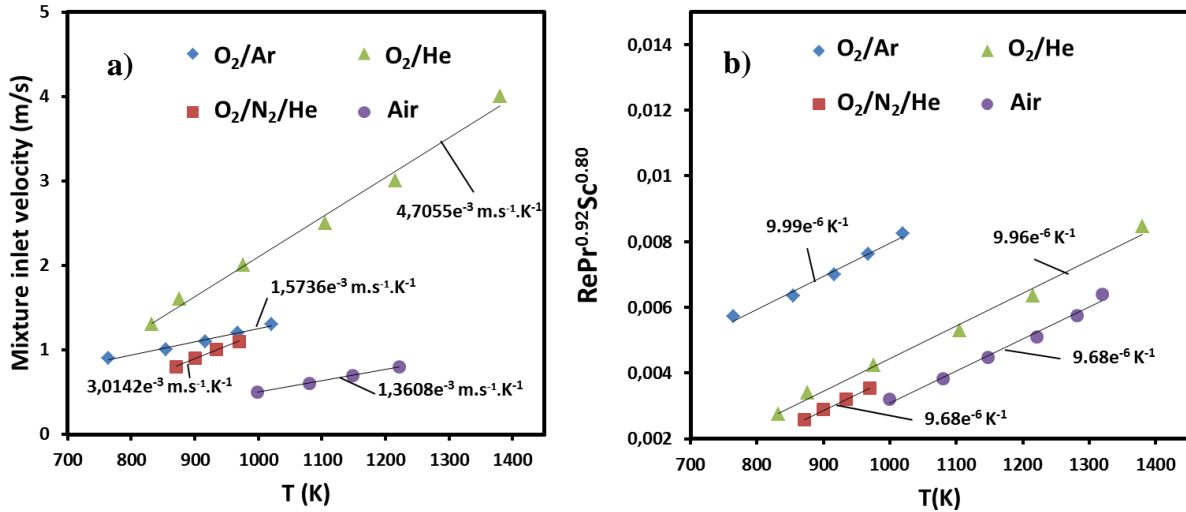 a)
O₂/Ar
O₂/He
O₂/N₂/He
Air
Mixture inlet velocity (m/s)
5
4
3
2
1
0
4,7055e⁻³ m.s⁻¹.K⁻¹
1,5736e⁻³ m.s⁻¹.K⁻¹
3,0142e⁻³ m.s⁻¹.K⁻¹
1,3608e⁻³ m.s⁻¹.K⁻¹
700 800 900 1000 1100 1200 1300 1400
T (K)
b)
O₂/Ar
O₂/He
O₂/N₂/He
Air
RePr⁰·⁹²Sc⁰·⁸⁰
0,014
0,012
0,01
0,008
0,006
0,004
0,002
9.99e⁻⁶ K⁻¹
9.96e⁻⁶ K⁻¹
9.68e⁻⁶ K⁻¹
9.68e⁻⁶ K⁻¹
700 800 900 1000 1100 1200 1300 1400
T(K)